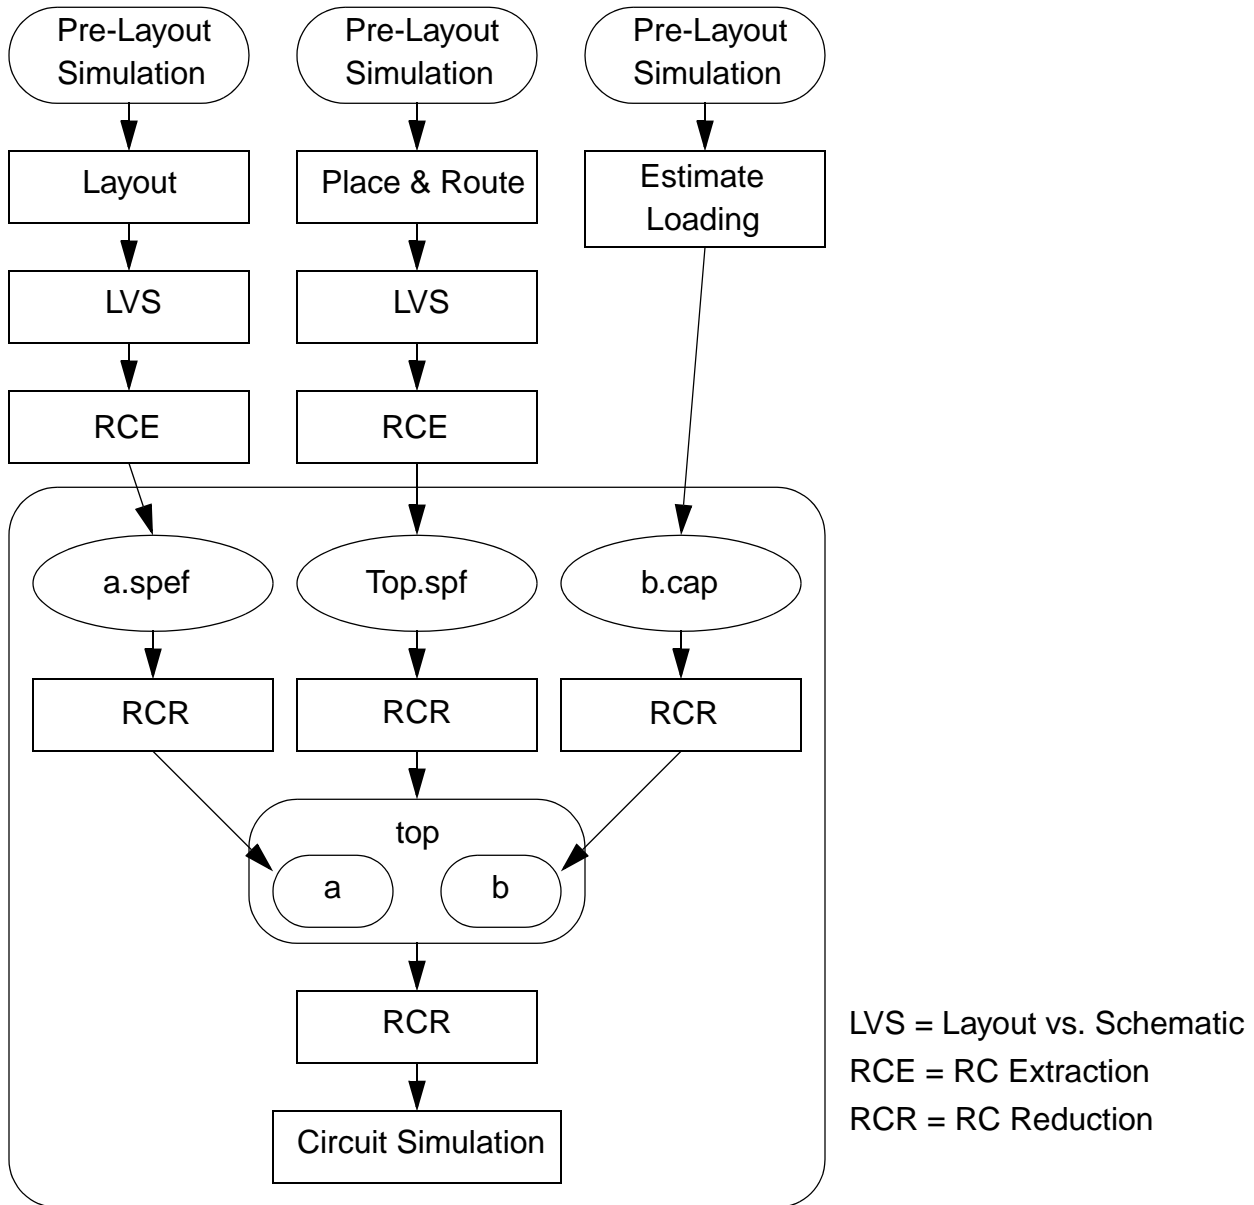 Pre-Layout
Simulation
Pre-Layout
Simulation
Pre-Layout
Simulation
Layout
Place & Route
Estimate
Loading
LVS
LVS
RCE
RCE
a.spef
Top.spf
b.cap
RCR
RCR
RCR
top
a
b
RCR
Circuit Simulation
LVS = Layout vs. Schematic
RCE = RC Extraction
RCR = RC Reduction